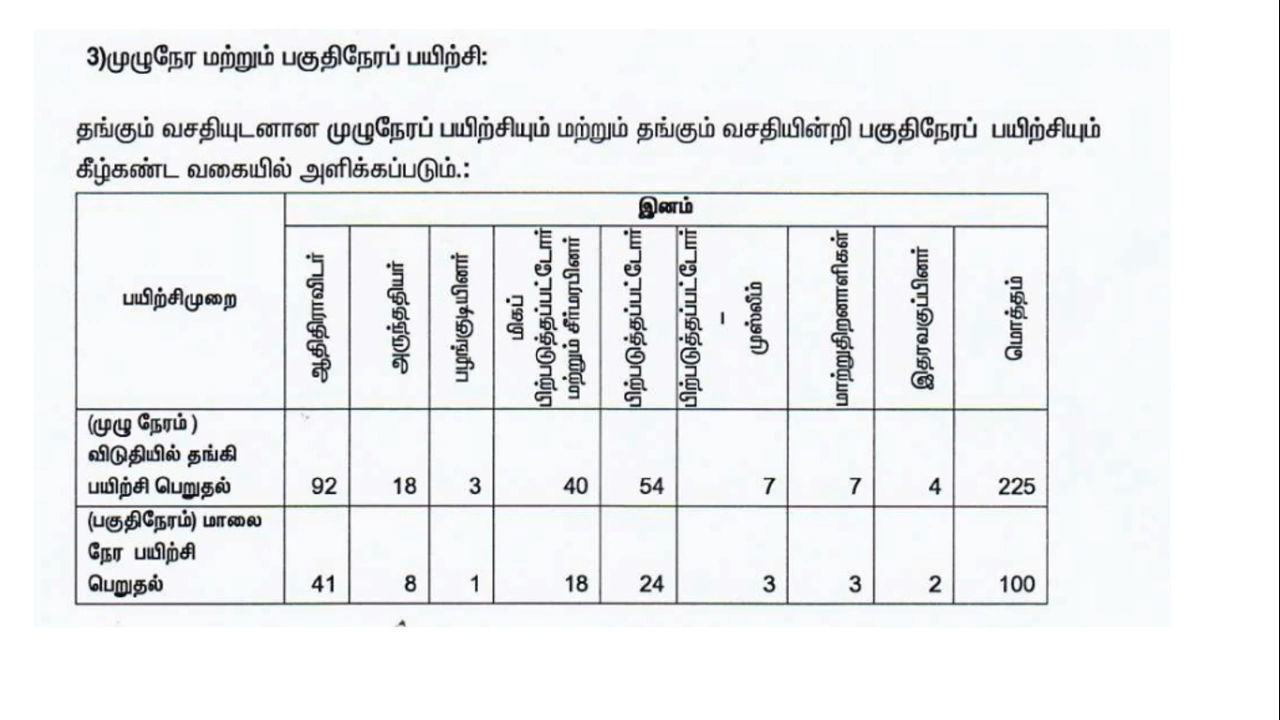 3)முழுநேர மற்றும் பகுதிநேரப் பயிற்சி:
தங்கும் வசதியுடனான முழுநேரப் பயிற்சியும் மற்றும் தங்கும் வசதியின்றி பகுதிநேரப் பயிற்சியும்
கீழ்கண்ட வகையில் அளிக்கப்படும்.:
பயிற்சிமுறை
இனம்
ஆதிதிராவிடர்
அருந்ததியர்
பழங்குடியினர்
மிகப்
பிற்படுத்தப்பட்டோர்
மற்றும் சீர்மரபினர்
பிற்படுத்தப்பட்டோர்
பிற்படுத்தப்பட்டோர்
–
முஸ்லீம்
மாற்றுதிறனாளிகள்
இதரவகுப்பினர்
மொத்தம்
(முழு நேரம் )
விடுதியில் தங்கி
பயிற்சி பெறுதல் 92 18 3 40 54 7 7 4 225
(பகுதிநேரம்) மாலை
நேர பயிற்சி
பெறுதல் 41 8 1 18 24 3 3 2 100